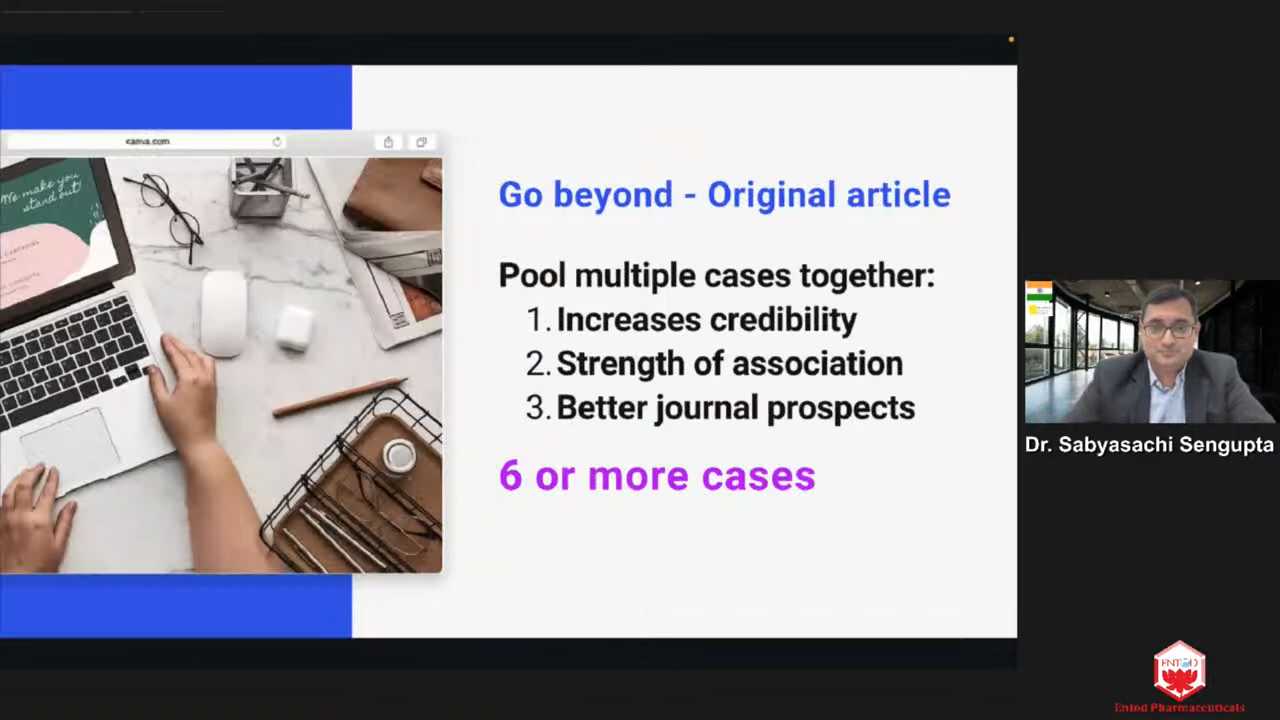 canva.com
We make you
stand out!
Go beyond - Original article
Pool multiple cases together:
1. Increases credibility
2. Strength of association
3. Better journal prospects
6 or more cases
Dr. Sabyasachi Sengupta
ENTOD
Entod Pharmaceuticals